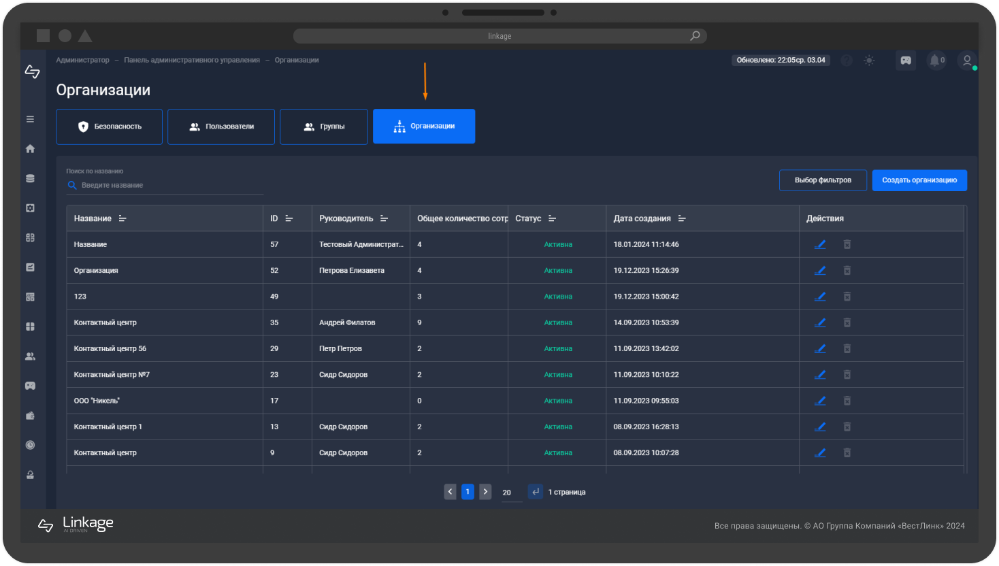 linkage
Администратор – Панель административного управления – Организации
Обновлено: 22:05ср. 03.04
0
Организации
Безопасность
Пользователи
Группы
Организации
Поиск по названию
Введите название
Выбор фильтров
Создать организацию
Название ID Руководитель Общее количество сотр Статус Дата создания Действия
Название 57 Тестовый Администрат... 4 Активна 18.01.2024 11:14:46
Организация 52 Петрова Елизавета 4 Активна 19.12.2023 15:26:39
123 49 3 Активна 19.12.2023 15:00:42
Контактный центр 35 Андрей Филатов 9 Активна 14.09.2023 10:53:39
Контактный центр 56 29 Петр Петров 2 Активна 11.09.2023 13:42:02
Контактный центр №7 23 Сидр Сидоров 2 Активна 11.09.2023 10:10:22
ООО "Никель" 17 0 Активна 11.09.2023 09:55:03
Контактный центр 1 13 Сидр Сидоров 2 Активна 08.09.2023 16:28:13
Контактный центр 9 Сидр Сидоров 2 Активна 08.09.2023 10:07:28
1 20 1 страница
Linkage
AI DRIVEN
Все права защищены. © АО Группа Компаний «ВестЛинк» 2024